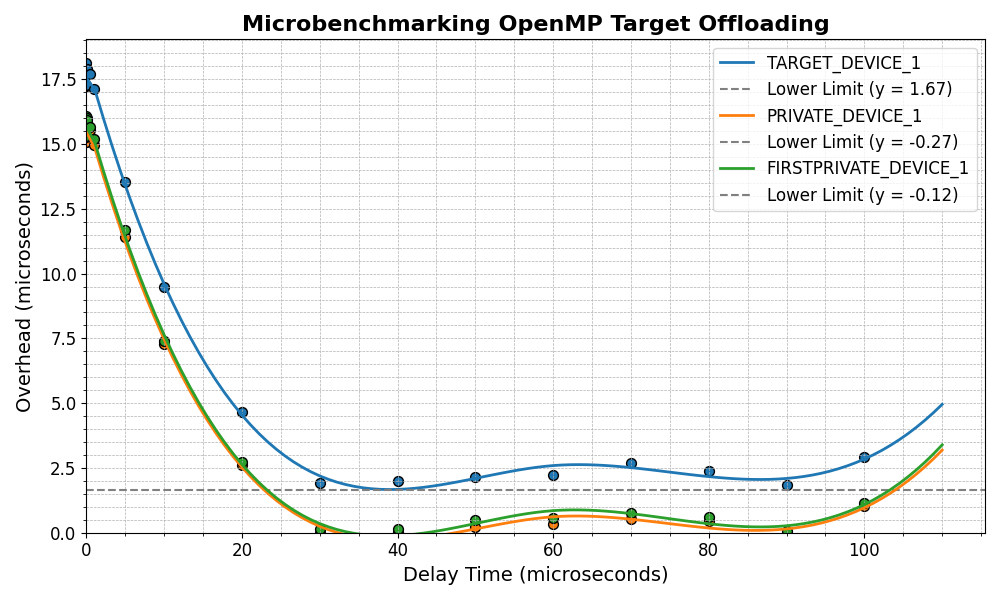 Microbenchmarking OpenMP Target Offloading
TARGET_DEVICE_1
Lower Limit (y = 1.67)
PRIVATE_DEVICE_1
Lower Limit (y = -0.27)
FIRSTPRIVATE_DEVICE_1
Lower Limit (y = -0.12)
Overhead (microseconds)
17.5
15.0
12.5
10.0
7.5
5.0
2.5
0.0
0 20 40 60 80 100
Delay Time (microseconds)